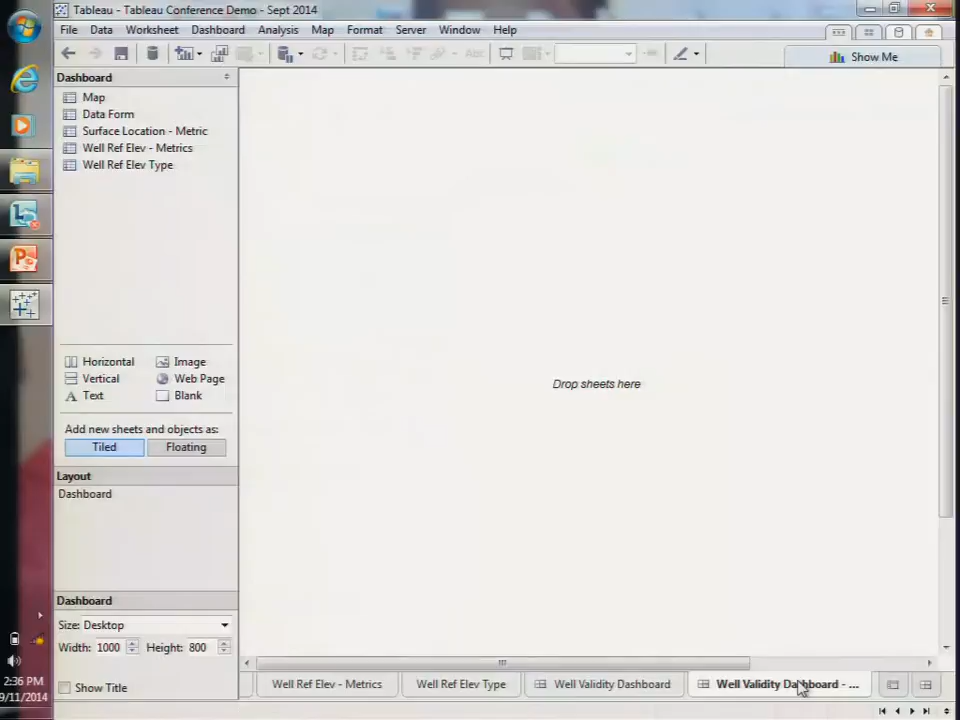 Tableau - Tableau Conference Demo - Sept 2014
File Data Worksheet Dashboard Analysis Map Format Server Window Help
Abc
Show Me
Dashboard
Map
Data Form
Surface Location - Metric
Well Ref Elev - Metrics
Well Ref Elev Type
Drop sheets here
Horizontal Image
Vertical Web Page
A Text Blank
Add new sheets and objects as:
Tiled Floating
Layout
Dashboard
Dashboard
Size: Desktop
Width: 1000 Height: 800
Show Title
Well Ref Elev - Metrics Well Ref Elev Type Well Validity Dashboard Well Validity Dashboard - ...
2:36 PM
9/11/2014